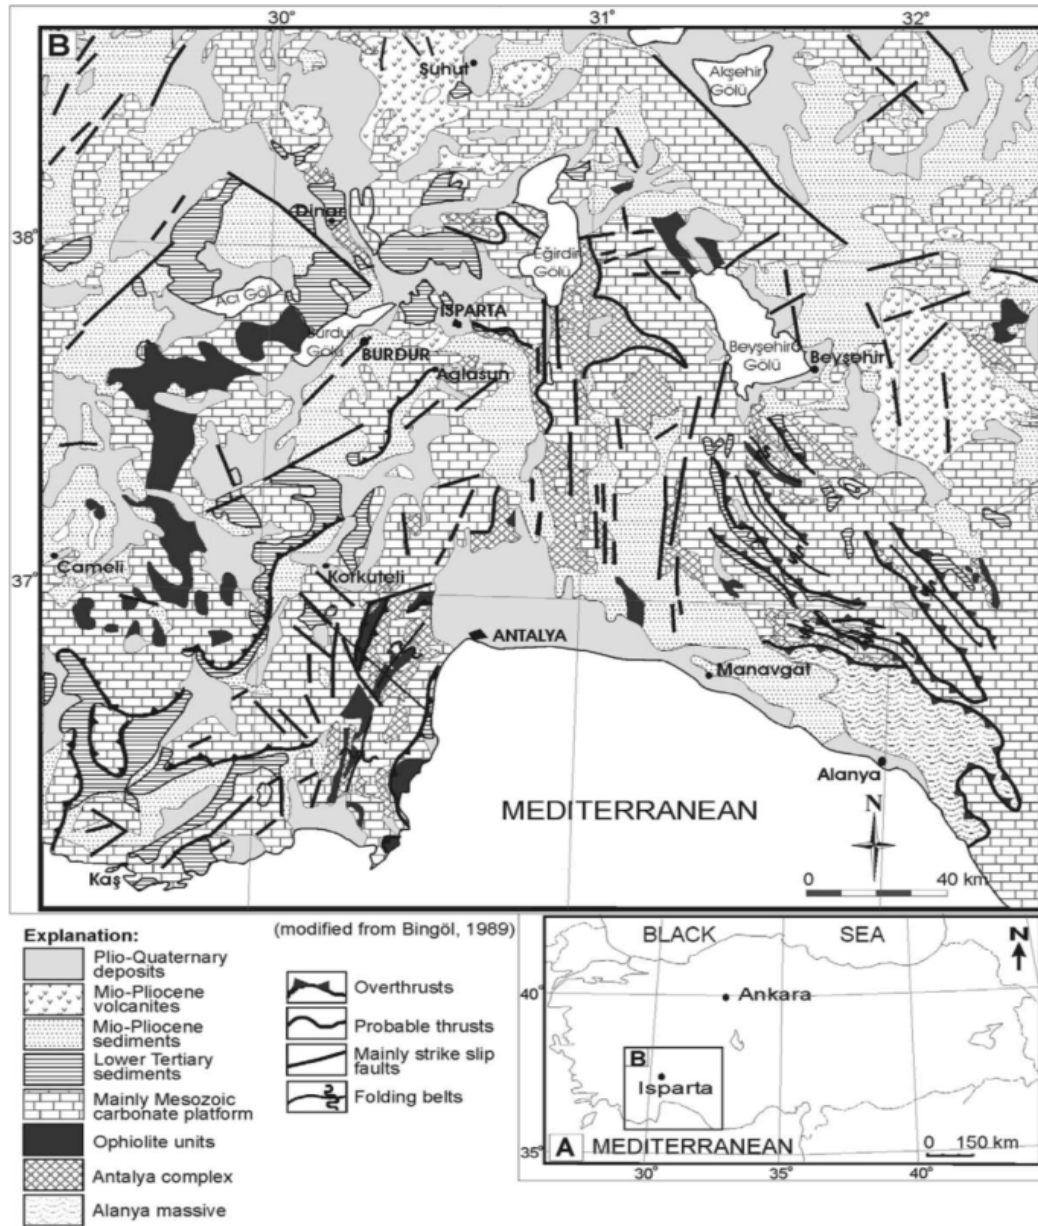 30°
31°
32°
B
Şuhut
Akşehir
Gölü
Dinar
38°
Eğirdir
Gölü
Acı Göl
ISPARTA
Burdur
Gölü
BURDUR
Beyşehir
Gölü
Beyşehir
Ağlasun
Cameli
37°
Korkuteli
ANTALYA
Manavgat
Alanya
MEDITERRANEAN
N
0 40 km
Kaş
30°
31°
32°
Explanation:
Plio-Quaternary
deposits
Mio-Pliocene
volcanites
Mio-Pliocene
sediments
Lower Tertiary
sediments
Mainly Mesozoic
carbonate platform
Ophiolite units
Antalya complex
Alanya massive
(modified from Bingöl, 1989)
Overthrusts
Probable thrusts
Mainly strike slip
faults
Folding belts
BLACK SEA
N
40°
Ankara
B
Isparta
A MEDITERRANEAN
0 150 km
35°
30° 35° 40°